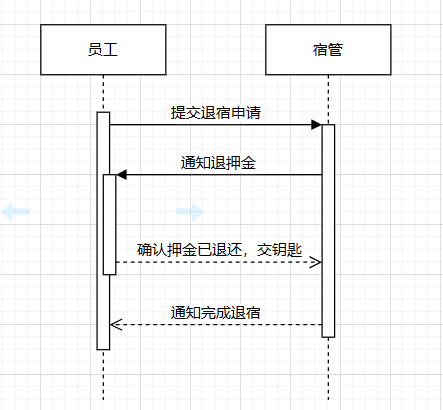 员工
宿管
提交退宿申请
通知退押金
确认押金已退还，交钥匙
通知完成退宿